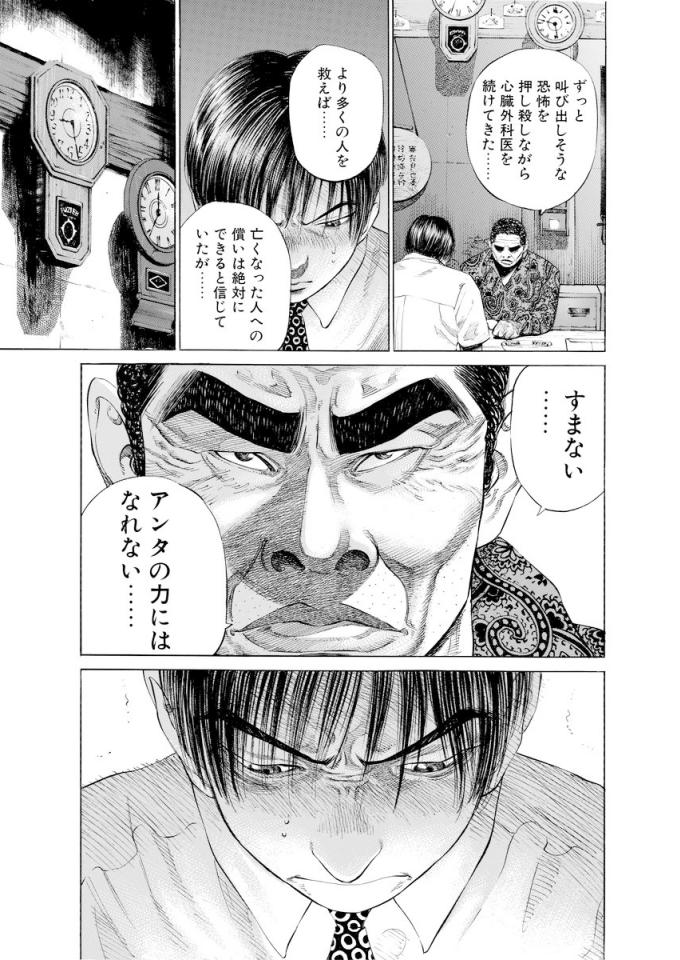 ずっと
叫び出しそうな
恐怖を
押し殺しながら
心臓外科医を
続けてきた……
より多くの人を
救えば……
亡くなった人への
償いは絶対に
できると信じて
いたが……
すまない
……
アンタの力には
なれない……